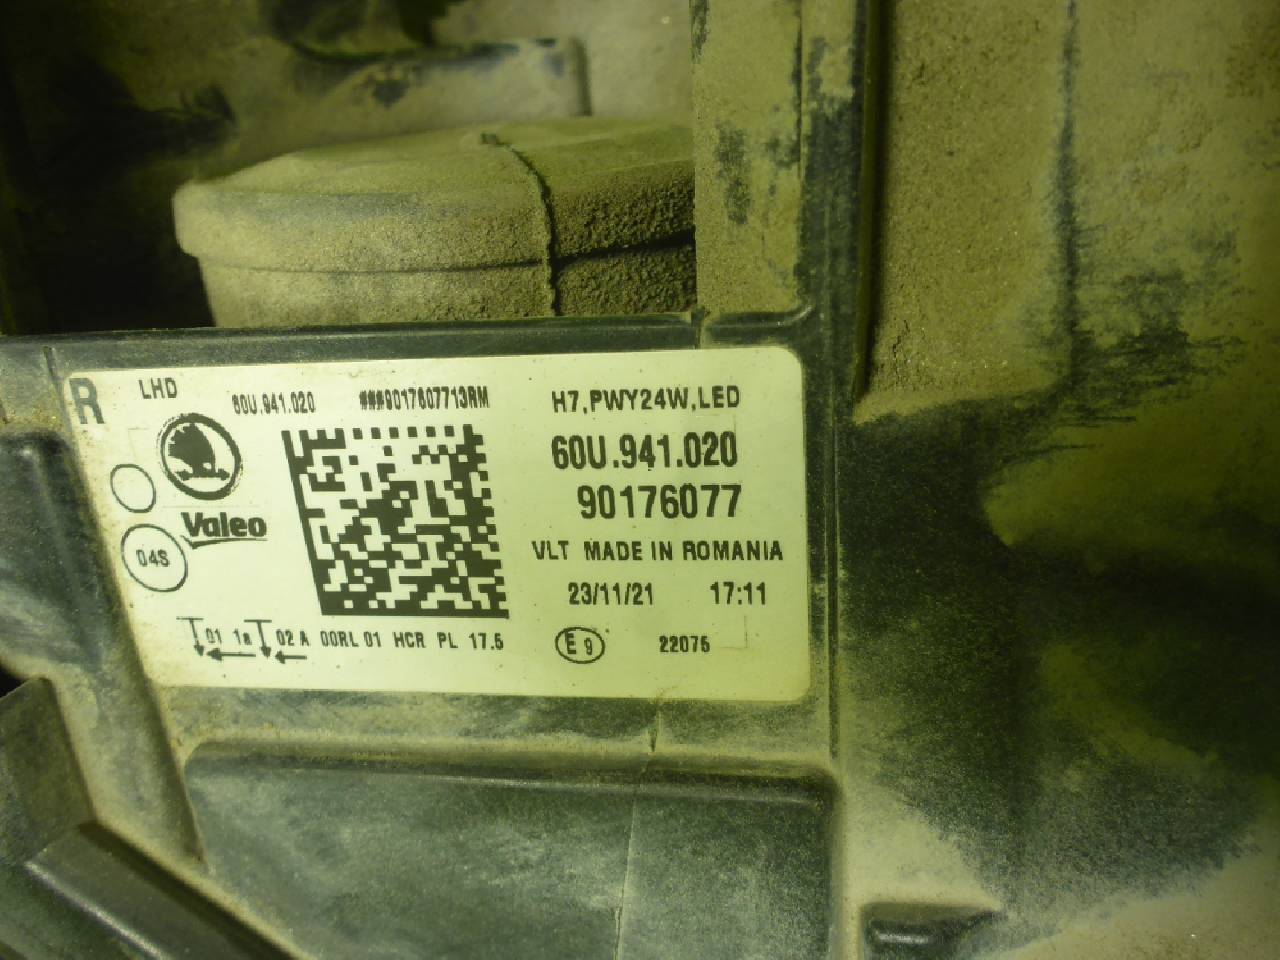 R
LHD
60U.941.020 ###9017607713RM
H7,PWY24W,LED
60U.941.020
90176077
Valeo
04S
VLT MADE IN ROMANIA
23/11/21 17:11
01 1a 02 A 00RL 01 HCR PL 17.5
E9
22075